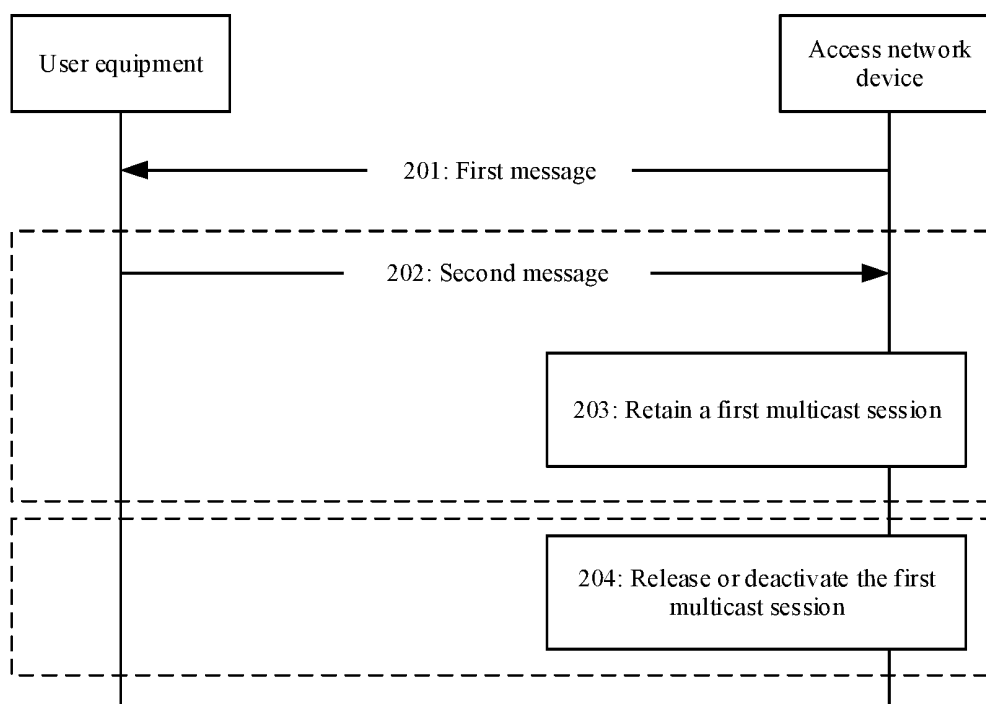 User equipment
Access network
device
201: First message
202: Second message
203: Retain a first multicast session
204: Release or deactivate the first
multicast session